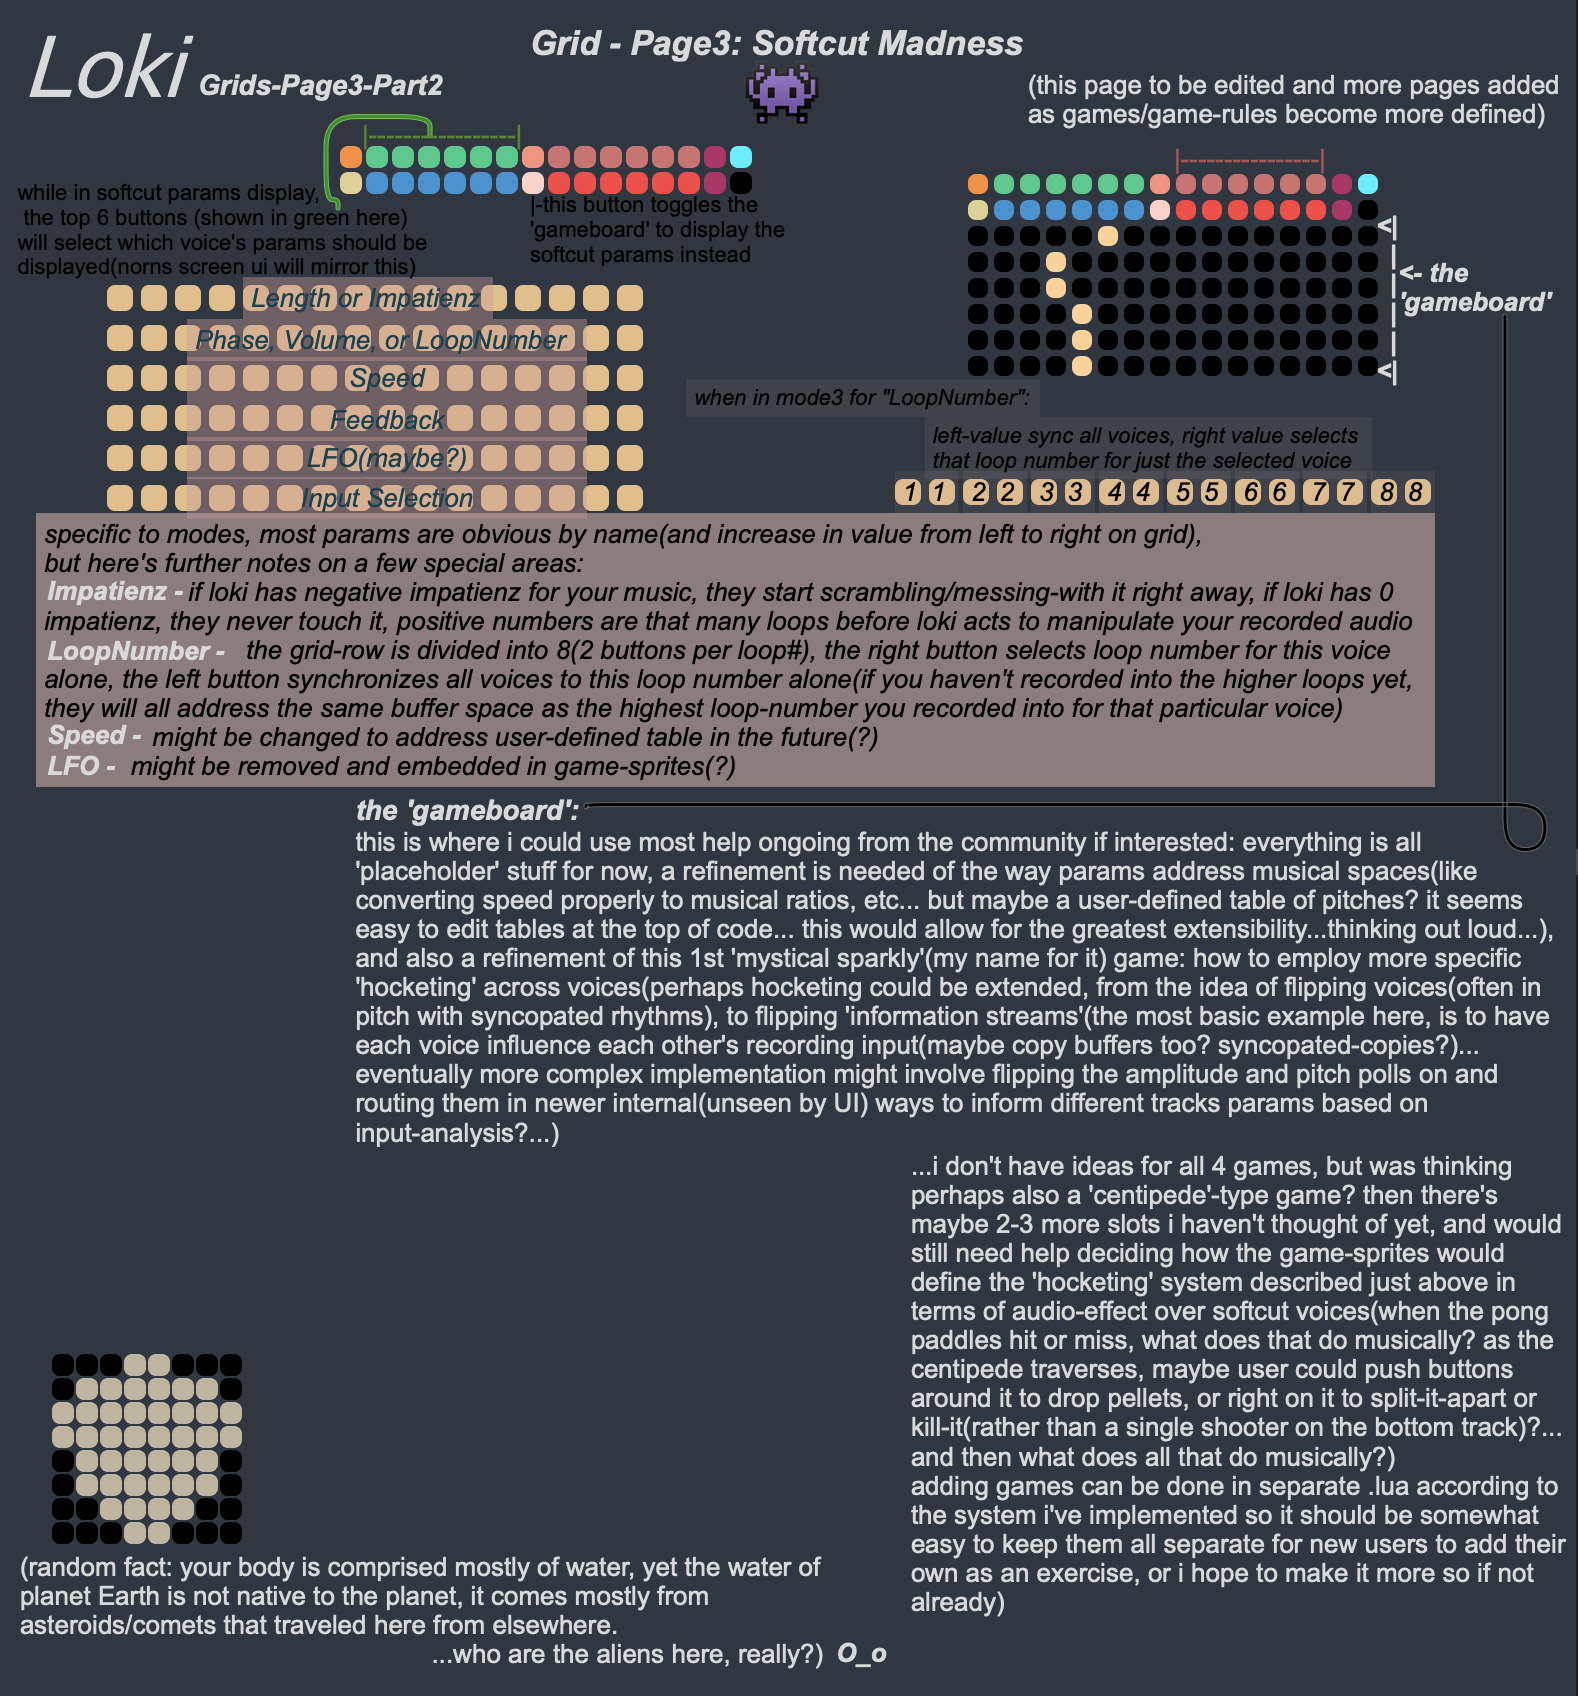 Loki
Grids-Page3-Part2
Grid - Page3: Softcut Madness
(this page to be edited and more pages added
as games/game-rules become more defined)
while in softcut params display,
the top 6 buttons (shown in green here)
will select which voice's params should be
displayed(norns screen ui will mirror this)
|-this button toggles the
'gameboard' to display the
softcut params instead
<- the
'gameboard'
Length or Impatienz
Phase, Volume, or LoopNumber
Speed
Feedback
LFO(maybe?)
Input Selection
when in mode3 for "LoopNumber":
left-value sync all voices, right value selects
that loop number for just the selected voice
1 1 2 2 3 3 4 4 5 5 6 6 7 7 8 8
specific to modes, most params are obvious by name(and increase in value from left to right on grid),
but here's further notes on a few special areas:
Impatienz - if loki has negative impatienz for your music, they start scrambling/messing-with it right away, if loki has 0
impatienz, they never touch it, positive numbers are that many loops before loki acts to manipulate your recorded audio
LoopNumber - the grid-row is divided into 8(2 buttons per loop#), the right button selects loop number for this voice
alone, the left button synchronizes all voices to this loop number alone(if you haven't recorded into the higher loops yet,
they will all address the same buffer space as the highest loop-number you recorded into for that particular voice)
Speed - might be changed to address user-defined table in the future(?)
LFO - might be removed and embedded in game-sprites(?)
the 'gameboard':
this is where i could use most help ongoing from the community if interested: everything is all
'placeholder' stuff for now, a refinement is needed of the way params address musical spaces(like
converting speed properly to musical ratios, etc... but maybe a user-defined table of pitches? it seems
easy to edit tables at the top of code... this would allow for the greatest extensibility...thinking out loud...),
and also a refinement of this 1st 'mystical sparkly'(my name for it) game: how to employ more specific
'hocketing' across voices(perhaps hocketing could be extended, from the idea of flipping voices(often in
pitch with syncopated rhythms), to flipping 'information streams'(the most basic example here, is to have
each voice influence each other's recording input(maybe copy buffers too? syncopated-copies?)...
eventually more complex implementation might involve flipping the amplitude and pitch polls on and
routing them in newer internal(unseen by UI) ways to inform different tracks params based on
input-analysis?...)
...i don't have ideas for all 4 games, but was thinking
perhaps also a 'centipede'-type game? then there's
maybe 2-3 more slots i haven't thought of yet, and would
still need help deciding how the game-sprites would
define the 'hocketing' system described just above in
terms of audio-effect over softcut voices(when the pong
paddles hit or miss, what does that do musically? as the
centipede traverses, maybe user could push buttons
around it to drop pellets, or right on it to split-it-apart or
kill-it(rather than a single shooter on the bottom track)?...
and then what does all that do musically?)
adding games can be done in separate .lua according to
the system i've implemented so it should be somewhat
easy to keep them all separate for new users to add their
own as an exercise, or i hope to make it more so if not
already)
(random fact: your body is comprised mostly of water, yet the water of
planet Earth is not native to the planet, it comes mostly from
asteroids/comets that traveled here from elsewhere.
...who are the aliens here, really?) O_o